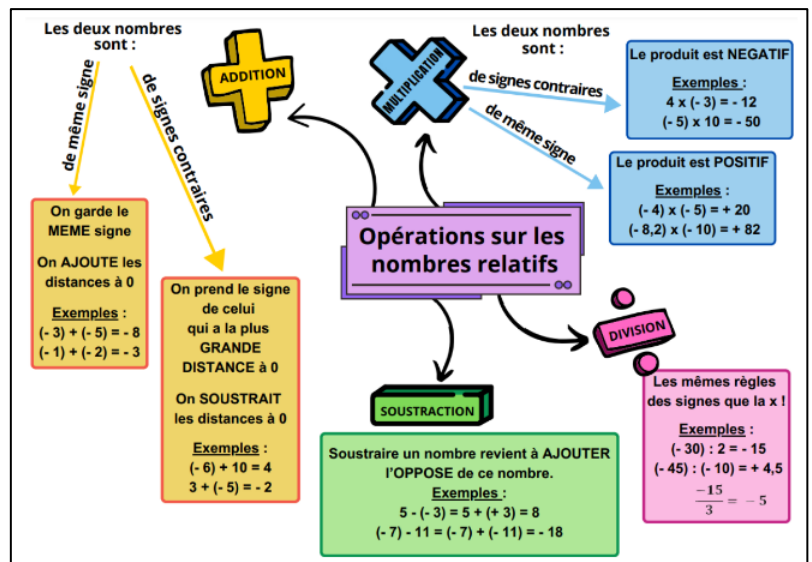 Opérations sur les
nombres relatifs
ADDITION
Les deux nombres
sont :
de même signe
On garde le
MEME signe
On AJOUTE les
distances à 0
Exemples :
(- 3) + (- 5) = - 8
(- 1) + (- 2) = - 3
de signes contraires
On prend le signe
de celui
qui a la plus
GRANDE
DISTANCE à 0
On SOUSTRAIT
les distances à 0
Exemples :
(- 6) + 10 = 4
3 + (- 5) = - 2
MULTIPLICATION
Les deux nombres
sont :
de signes contraires
Le produit est NEGATIF
Exemples :
4 x (- 3) = - 12
(- 5) x 10 = - 50
de même signe
Le produit est POSITIF
Exemples :
(- 4) x (- 5) = + 20
(- 8,2) x (- 10) = + 82
SOUSTRACTION
Soustraire un nombre revient à AJOUTER
l'OPPOSE de ce nombre.
Exemples :
5 - (- 3) = 5 + (+ 3) = 8
(- 7) - 11 = (- 7) + (- 11) = - 18
DIVISION
Les mêmes règles
des signes que la x !
Exemples :
(- 30) : 2 = - 15
(- 45) : (- 10) = + 4,5
−15/3 = − 5